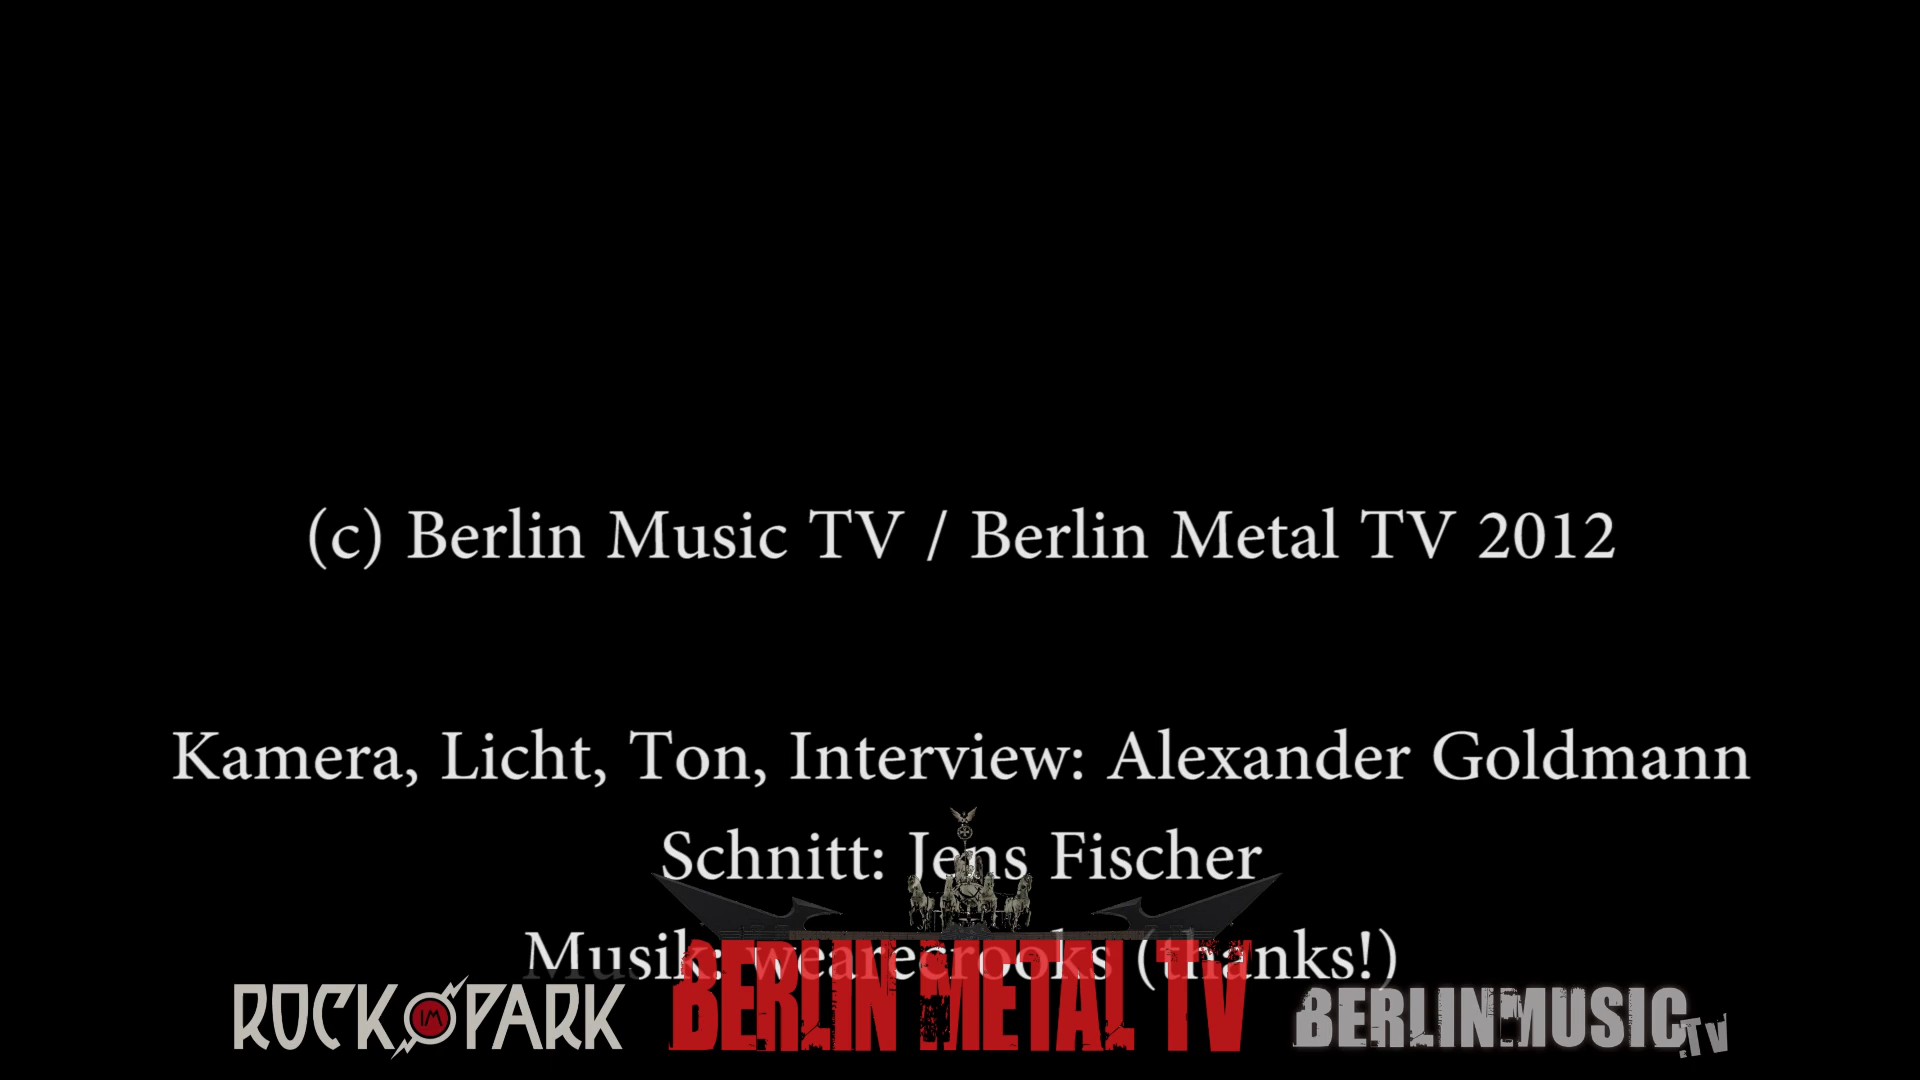 (c) Berlin Music TV / Berlin Metal TV 2012
Kamera, Licht, Ton, Interview: Alexander Goldmann
Schnitt: Jens Fischer
Musik: wearecrooks (thanks!)
ROCK IM PARK
BERLIN METAL TV
BERLINMUSIC.TV